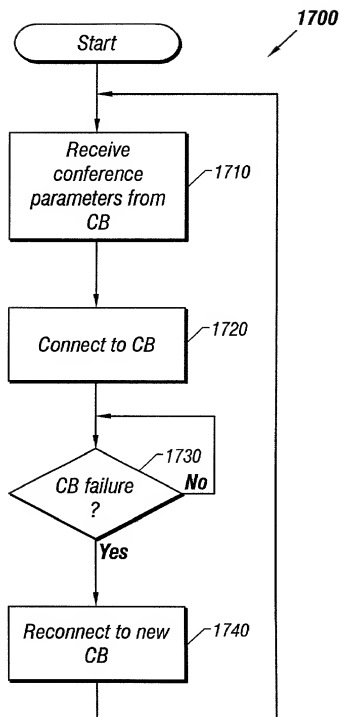 1700
Start
Receive
conference
parameters from
CB
1710
Connect to CB
1720
CB failure
?
1730
No
Yes
Reconnect to new
CB
1740